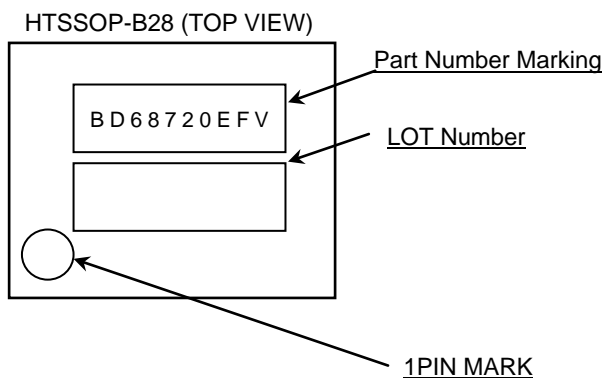 HTSSOP-B28 (TOP VIEW)
Part Number Marking
BD68720EFV
LOT Number
1PIN MARK